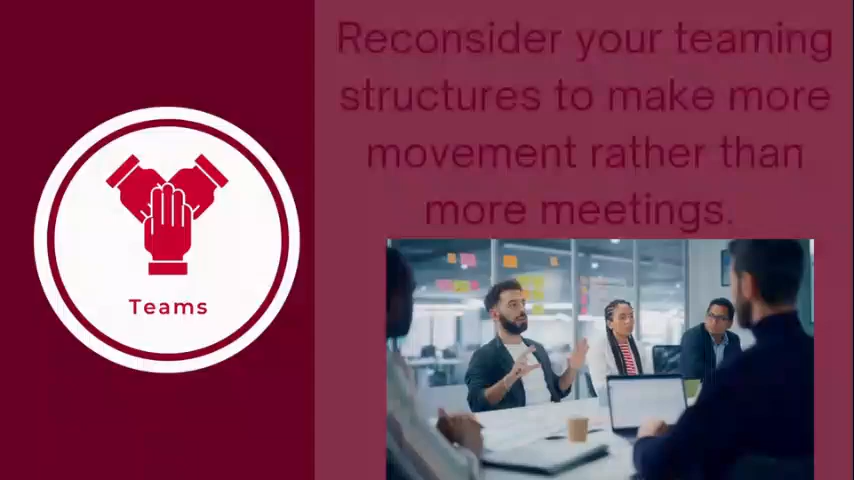 Reconsider your teaming
structures to make more
movement rather than
more meetings.
Teams